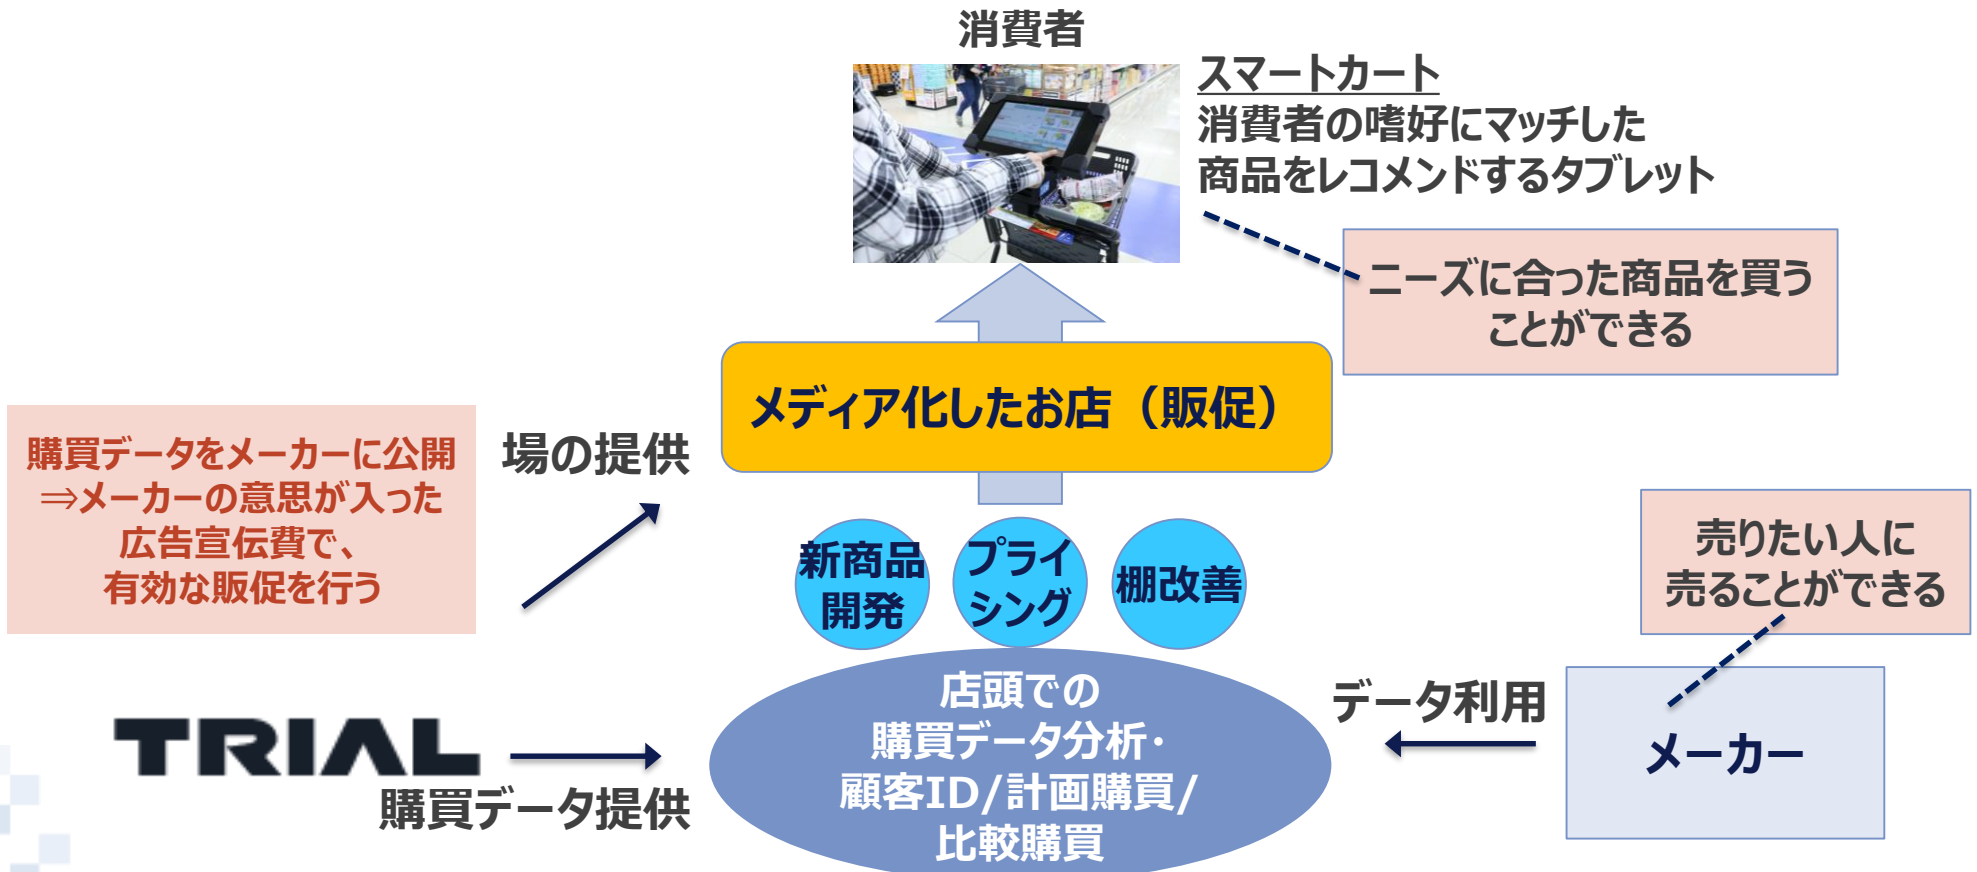 消費者
スマートカート
消費者の嗜好にマッチした
商品をレコメンドするタブレット
ニーズに合った商品を買う
ことができる
メディア化したお店（販促）
購買データをメーカーに公開
⇒メーカーの意思が入った
広告宣伝費で、
有効な販促を行う
場の提供
新商品
開発
プライ
シング
棚改善
売りたい人に
売ることができる
店頭での
購買データ分析・
顧客ID/計画購買/
比較購買
データ利用
メーカー
TRIAL
購買データ提供